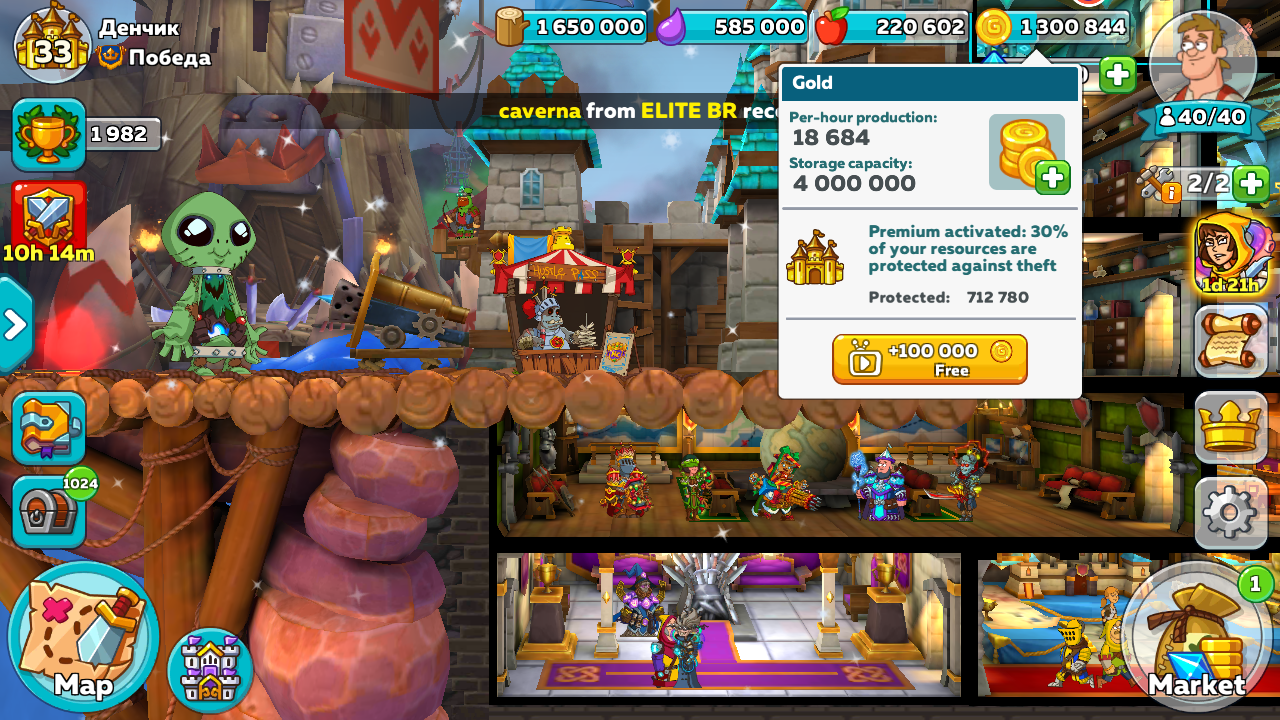 33
Денчик
Победа
1 650 000
585 000
220 602
1 300 844
caverna from ELITE BR
Gold
Per-hour production:
18 684
Storage capacity:
4 000 000
Premium activated: 30%
of your resources are
protected against theft
Protected: 712 780
+100 000
Free
40/40
2/2
1d 21h
1 982
10h 14m
HUSTLE
1024
Map
1
Market